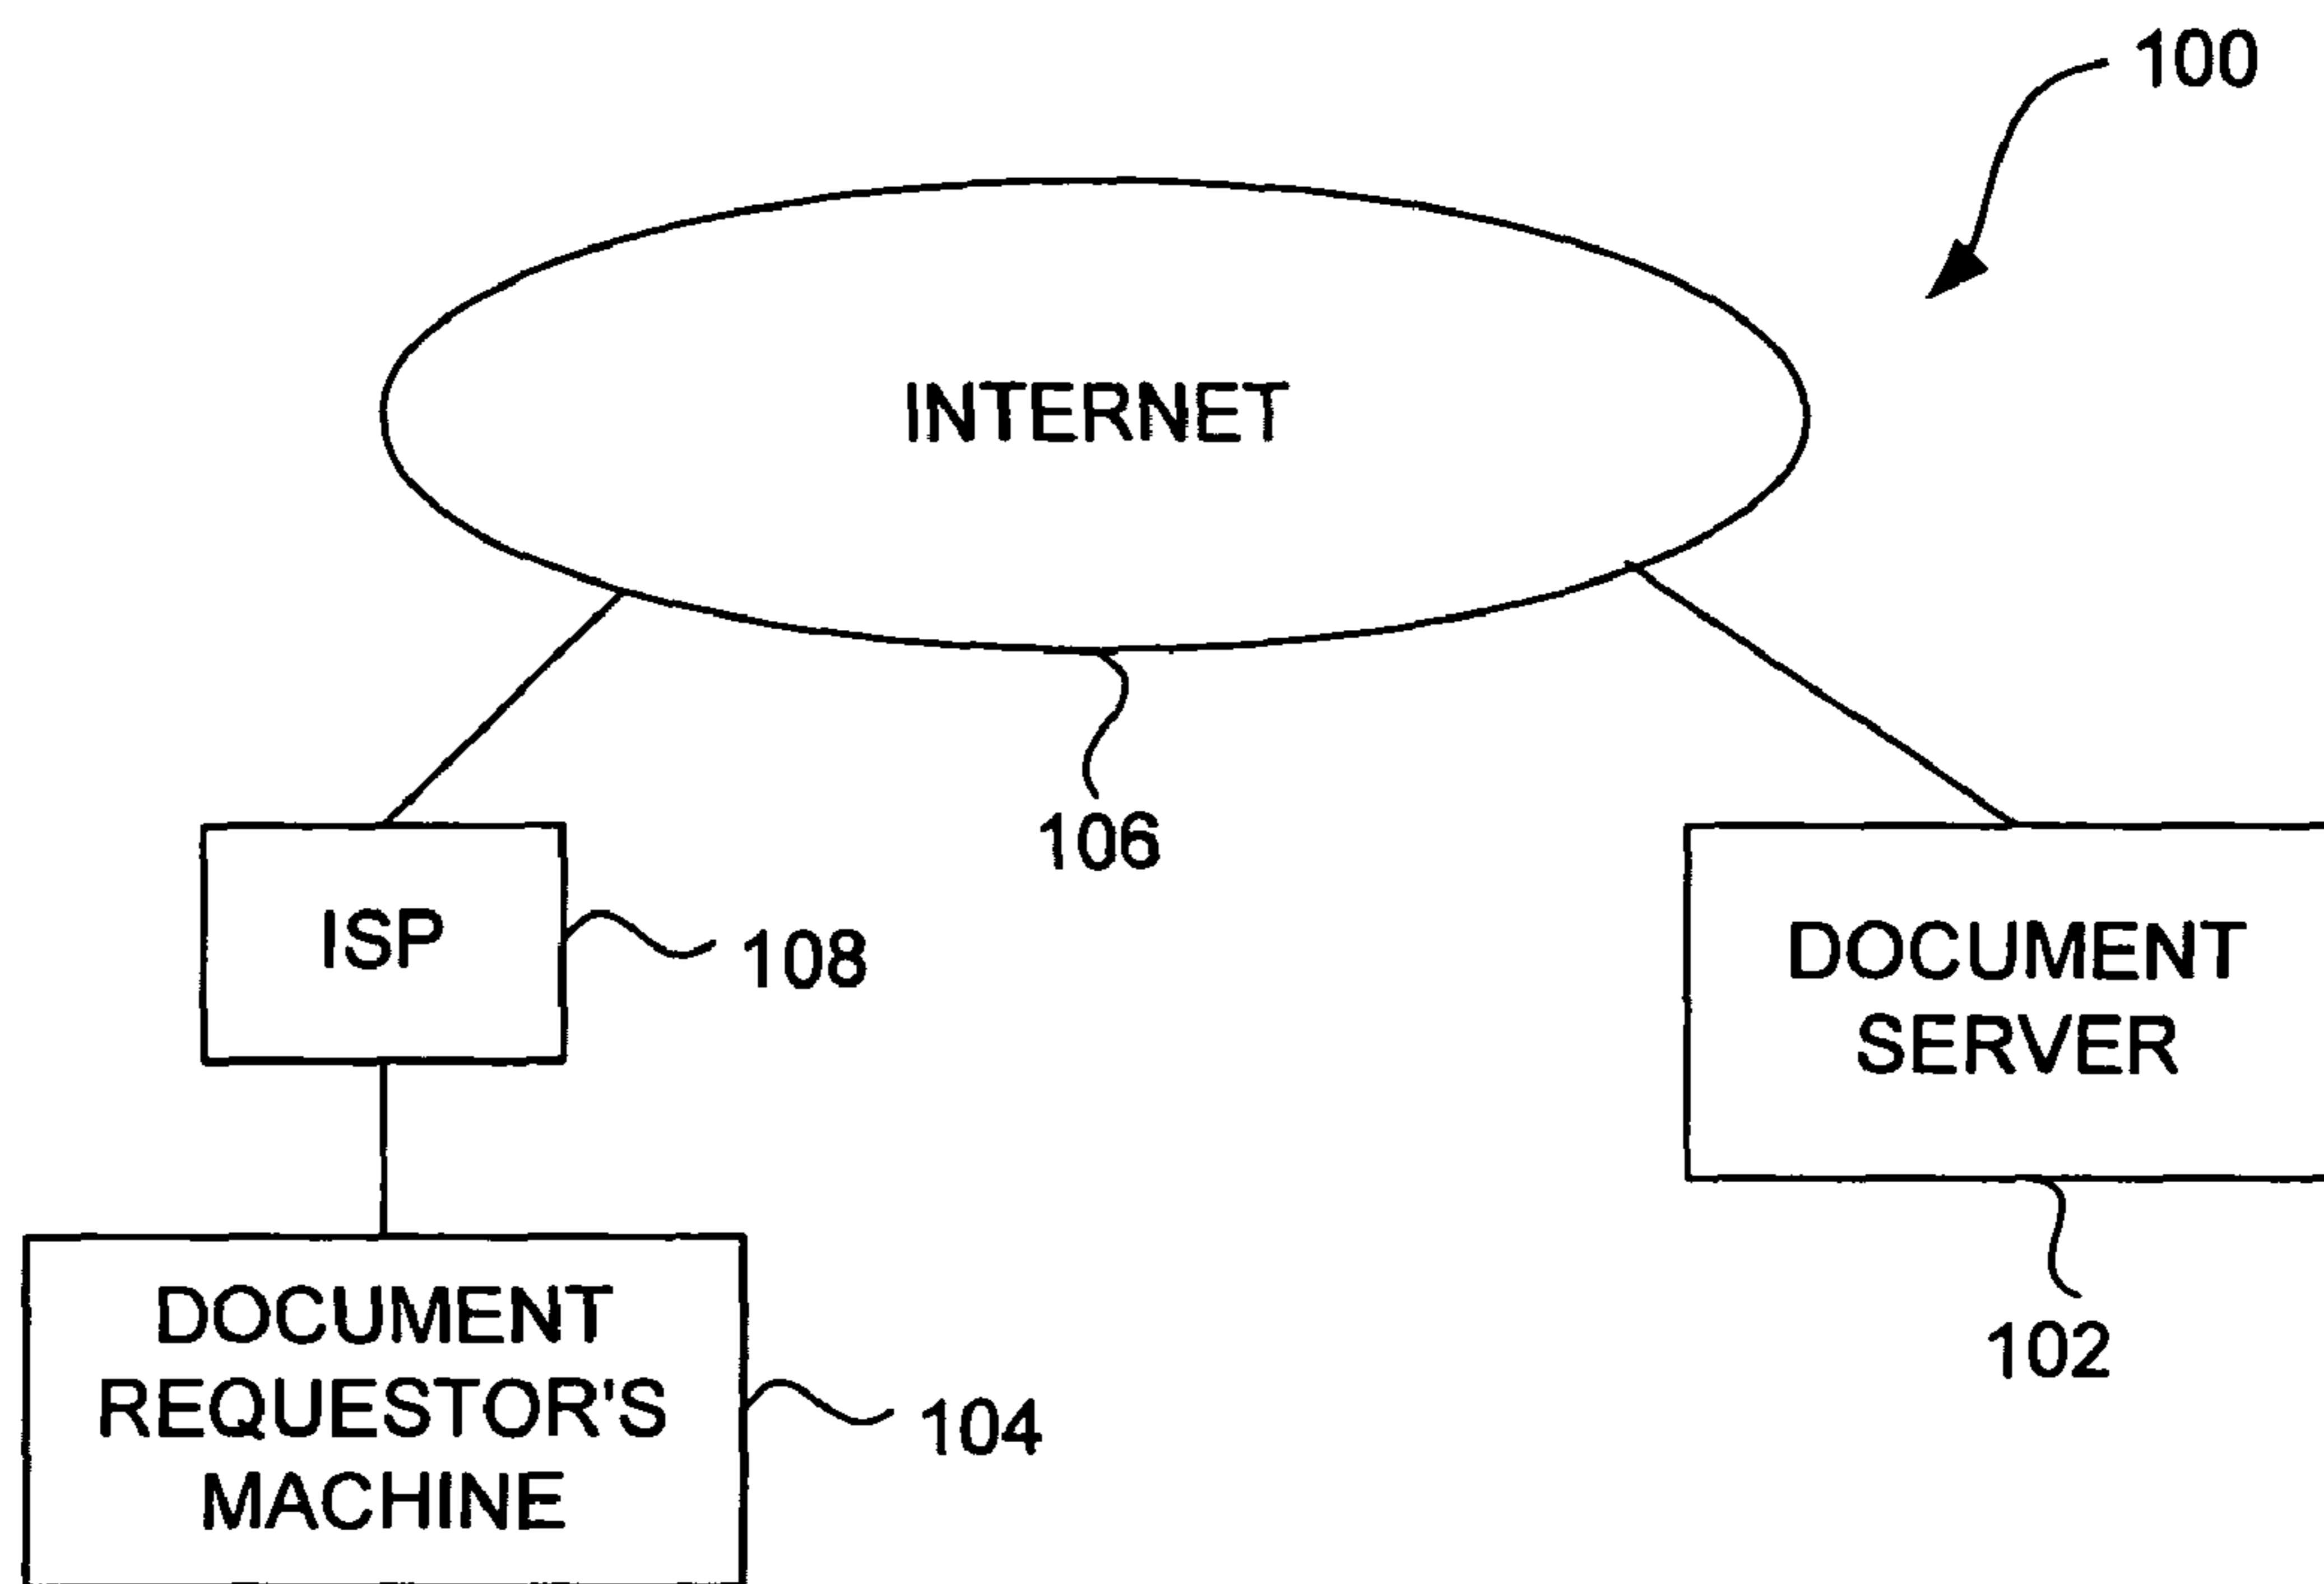 100
INTERNET
106
ISP
108
DOCUMENT
SERVER
102
DOCUMENT
REQUESTOR'S
MACHINE
104